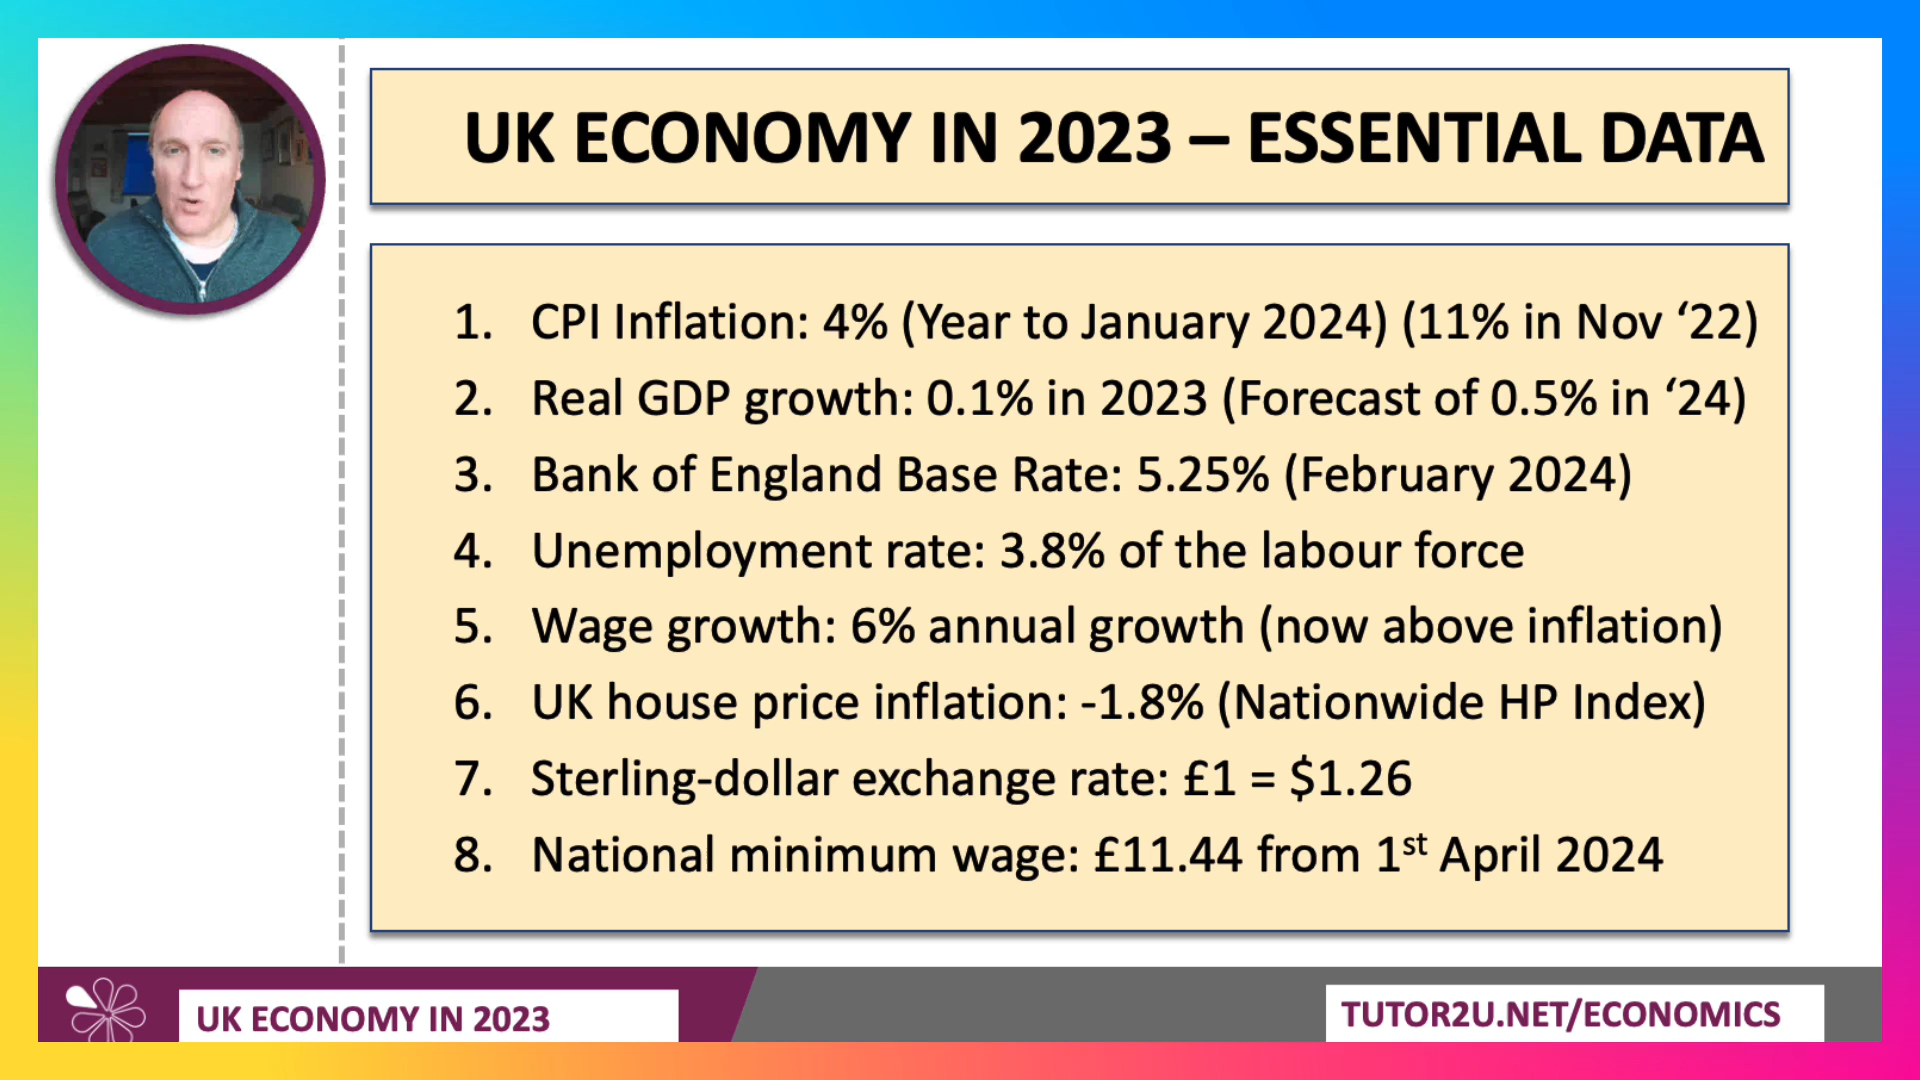 UK ECONOMY IN 2023 – ESSENTIAL DATA
1. CPI Inflation: 4% (Year to January 2024) (11% in Nov ‘22)
2. Real GDP growth: 0.1% in 2023 (Forecast of 0.5% in ‘24)
3. Bank of England Base Rate: 5.25% (February 2024)
4. Unemployment rate: 3.8% of the labour force
5. Wage growth: 6% annual growth (now above inflation)
6. UK house price inflation: -1.8% (Nationwide HP Index)
7. Sterling-dollar exchange rate: £1 = $1.26
8. National minimum wage: £11.44 from 1st April 2024
UK ECONOMY IN 2023
TUTOR2U.NET/ECONOMICS